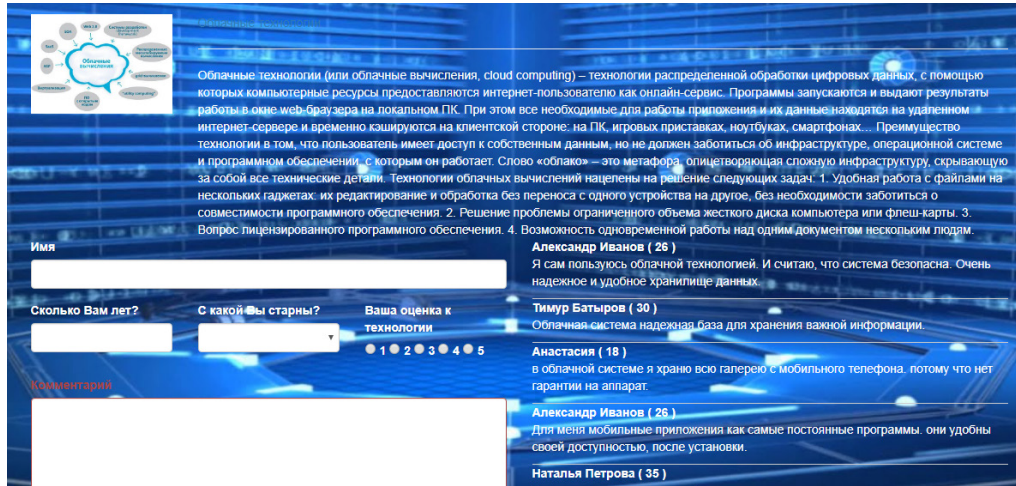 Облачные технологии
Облачные
вычисления
Облачные технологии (или облачные вычисления, cloud computing) – технологии распределенной обработки цифровых данных, с помощью
которых компьютерные ресурсы предоставляются интернет-пользователю как онлайн-сервис. Программы запускаются и выдают результаты
работы в окне web-браузера на локальном ПК. При этом все необходимые для работы приложения и их данные находятся на удаленном
интернет-сервере и временно кэшируются на клиентской стороне: на ПК, игровых приставках, ноутбуках, смартфонах… Преимущество
технологии в том, что пользователь имеет доступ к собственным данным, но не должен заботиться об инфраструктуре, операционной системе
и программном обеспечении, с которым он работает. Слово «облако» – это метафора, олицетворяющая сложную инфраструктуру, скрывающую
за собой все технические детали. Технологии облачных вычислений нацелены на решение следующих задач: 1. Удобная работа с файлами на
нескольких гаджетах: их редактирование и обработка без переноса с одного устройства на другое, без необходимости заботиться о
совместимости программного обеспечения. 2. Решение проблемы ограниченного объема жесткого диска компьютера или флеш-карты. 3.
Вопрос лицензированного программного обеспечения. 4. Возможность одновременной работы над одним документом нескольким людям.
Имя
Сколько Вам лет?
С какой Вы старны?
Ваша оценка к
технологии
1 2 3 4 5
Комментарий
Александр Иванов ( 26 )
Я сам пользуюсь облачной технологией. И считаю, что система безопасна. Очень
надежное и удобное хранилище данных.
Тимур Батыров ( 30 )
Облачная система надежная база для хранения важной информации.
Анастасия ( 18 )
в облачной системе я храню всю галерею с мобильного телефона. потому что нет
гарантии на аппарат.
Александр Иванов ( 26 )
Для меня мобильные приложения как самые постоянные программы. они удобны
своей доступностью, после установки.
Наталья Петрова ( 35 )